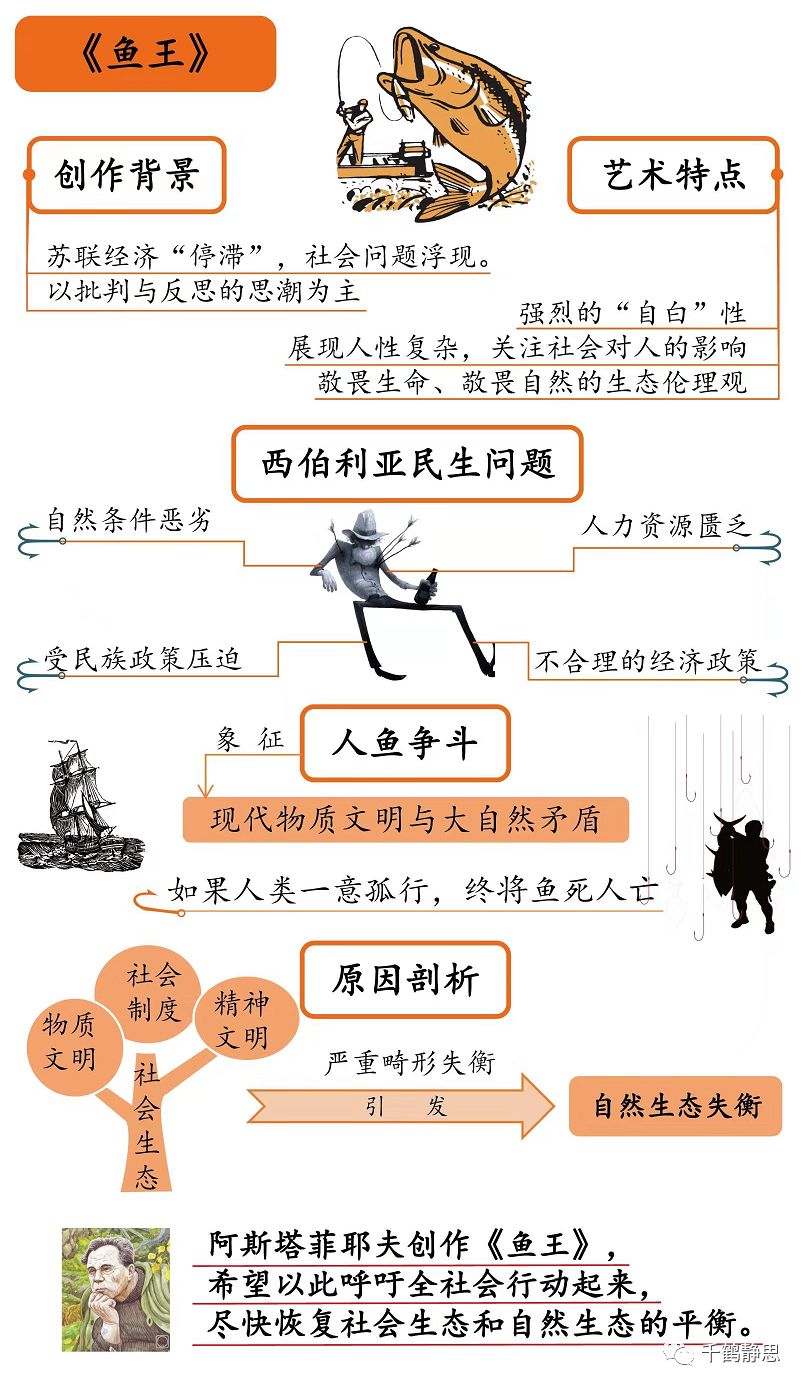 《鱼王》
创作背景
艺术特点
苏联经济“停滞”，社会问题浮现。
以批判与反思的思潮为主
强烈的“自白”性
展现人性复杂，关注社会对人的影响
敬畏生命、敬畏自然的生态伦理观
西伯利亚民生问题
自然条件恶劣
人力资源匮乏
受民族政策压迫
不合理的经济政策
象 征
人鱼争斗
现代物质文明与大自然矛盾
如果人类一意孤行，终将鱼死人亡
原因剖析
社会
制度
物质
文明
精神
文明
社会生态
严重畸形失衡
引 发
自然生态失衡
阿斯塔菲耶夫创作《鱼王》，
希望以此呼吁全社会行动起来，
尽快恢复社会生态和自然生态的平衡。
千鹤静思